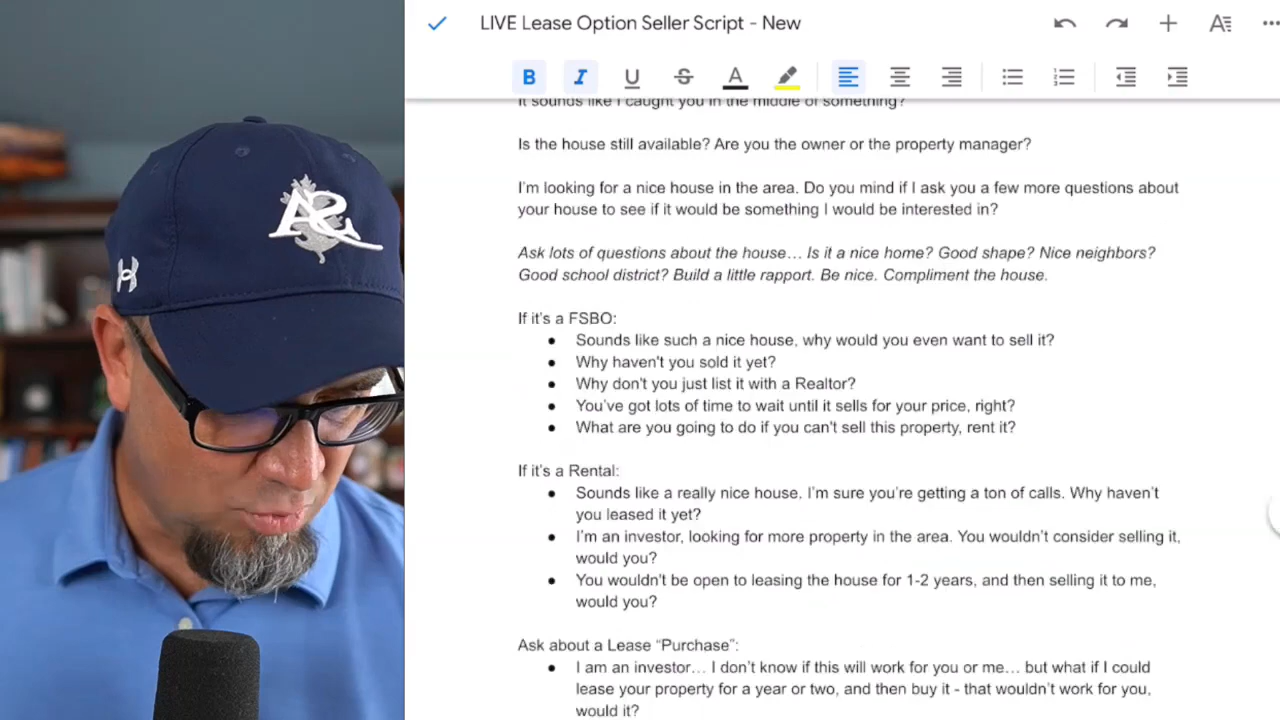 LIVE Lease Option Seller Script - New
B I U S A
It sounds like I caught you in the middle of something?
Is the house still available? Are you the owner or the property manager?
I'm looking for a nice house in the area. Do you mind if I ask you a few more questions about
your house to see if it would be something I would be interested in?
Ask lots of questions about the house… Is it a nice home? Good shape? Nice neighbors?
Good school district? Build a little rapport. Be nice. Compliment the house.
If it's a FSBO:
● Sounds like such a nice house, why would you even want to sell it?
● Why haven't you sold it yet?
● Why don't you just list it with a Realtor?
● You've got lots of time to wait until it sells for your price, right?
● What are you going to do if you can't sell this property, rent it?
If it's a Rental:
● Sounds like a really nice house. I'm sure you're getting a ton of calls. Why haven't
you leased it yet?
● I'm an investor, looking for more property in the area. You wouldn't consider selling it,
would you?
● You wouldn't be open to leasing the house for 1-2 years, and then selling it to me,
would you?
Ask about a Lease “Purchase”:
● I am an investor… I don't know if this will work for you or me… but what if I could
lease your property for a year or two, and then buy it - that wouldn't work for you,
would it?